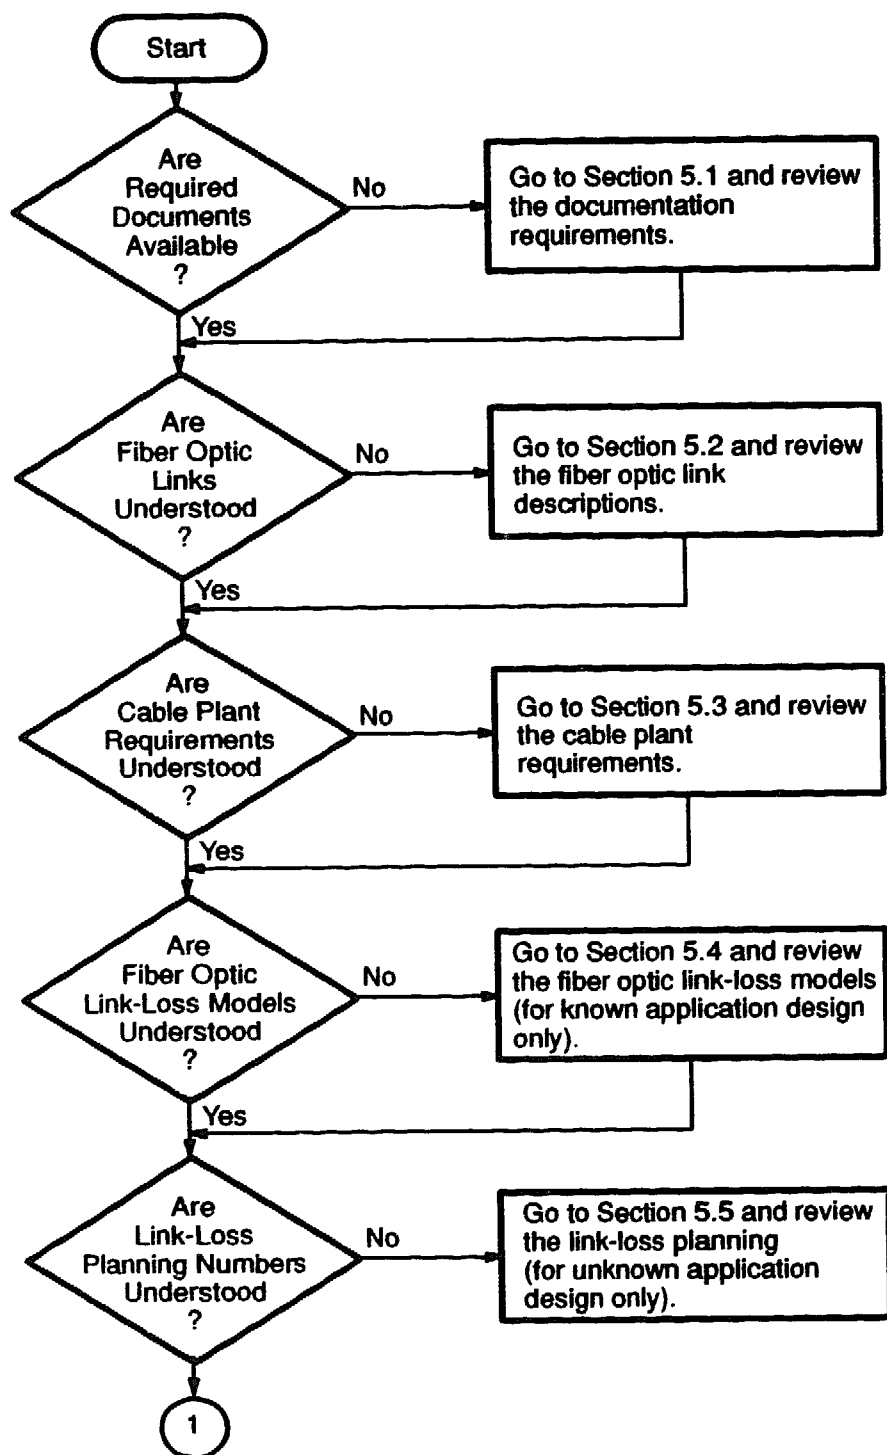 Start
Are
Required
Documents
Available
?
No
Go to Section 5.1 and review
the documentation
requirements.
Yes
Are
Fiber Optic
Links
Understood
?
No
Go to Section 5.2 and review
the fiber optic link
descriptions.
Yes
Are
Cable Plant
Requirements
Understood
?
No
Go to Section 5.3 and review
the cable plant
requirements.
Yes
Are
Fiber Optic
Link-Loss Models
Understood
?
No
Go to Section 5.4 and review
the fiber optic link-loss models
(for known application design
only).
Yes
Are
Link-Loss
Planning Numbers
Understood
?
No
Go to Section 5.5 and review
the link-loss planning
(for unknown application
design only).
1